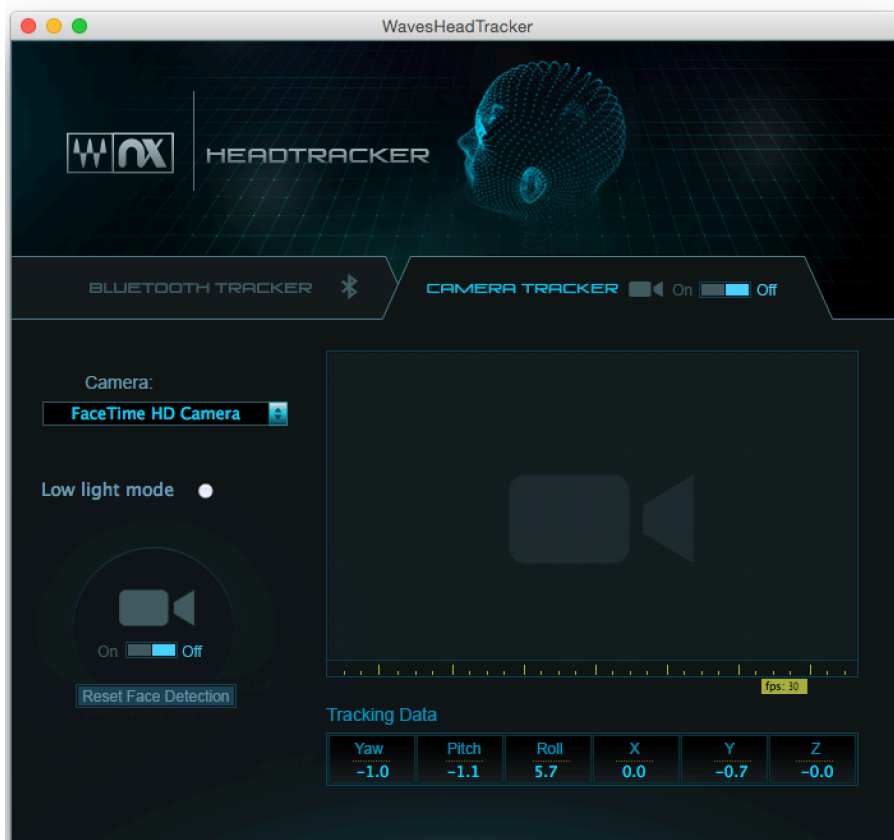 WavesHeadTracker
nx HEADTRACKER
BLUETOOTH TRACKER
CAMERA TRACKER On Off
Camera:
FaceTime HD Camera
Low light mode
On Off
Reset Face Detection
fps: 30
Tracking Data
Yaw Pitch Roll X Y Z
-1.0 -1.1 5.7 0.0 -0.7 -0.0